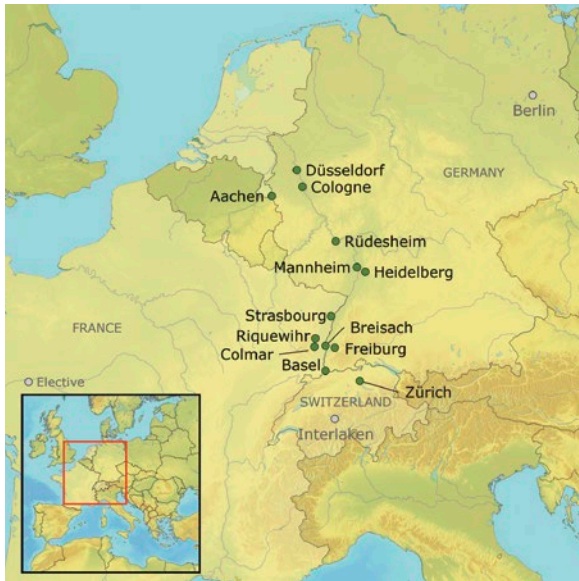 Berlin
Düsseldorf
GERMANY
Cologne
Aachen
Rüdesheim
Mannheim
Heidelberg
Strasbourg
FRANCE
Breisach
Riquewihr
Freiburg
Colmar
Basel
Elective
Zürich
SWITZERLAND
Interlaken